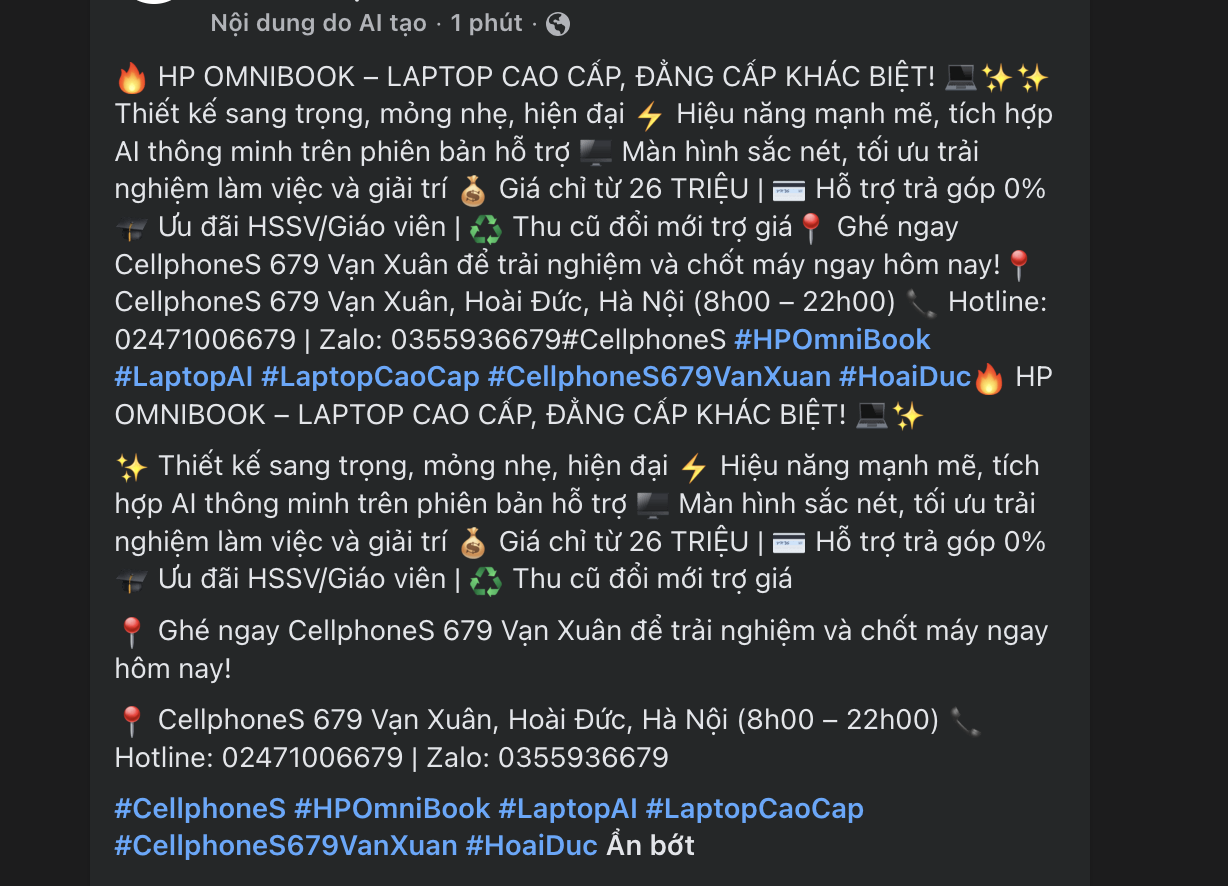 Nội dung do AI tạo · 1 phút ·
🔥 HP OMNIBOOK – LAPTOP CAO CẤP, ĐẲNG CẤP KHÁC BIỆT! 💻✨✨
Thiết kế sang trọng, mỏng nhẹ, hiện đại ⚡ Hiệu năng mạnh mẽ, tích hợp
AI thông minh trên phiên bản hỗ trợ 🖥️ Màn hình sắc nét, tối ưu trải
nghiệm làm việc và giải trí 💰 Giá chỉ từ 26 TRIỆU | 💳 Hỗ trợ trả góp 0%
🎓 Ưu đãi HSSV/Giáo viên | ♻️ Thu cũ đổi mới trợ giá📍 Ghé ngay
CellphoneS 679 Vạn Xuân để trải nghiệm và chốt máy ngay hôm nay!📍
CellphoneS 679 Vạn Xuân, Hoài Đức, Hà Nội (8h00 – 22h00) 📞 Hotline:
02471006679 | Zalo: 0355936679#CellphoneS #HPOmniBook
#LaptopAI #LaptopCaoCap #CellphoneS679VanXuan #HoaiDuc🔥 HP
OMNIBOOK – LAPTOP CAO CẤP, ĐẲNG CẤP KHÁC BIỆT! 💻✨
✨ Thiết kế sang trọng, mỏng nhẹ, hiện đại ⚡ Hiệu năng mạnh mẽ, tích
hợp AI thông minh trên phiên bản hỗ trợ 🖥️ Màn hình sắc nét, tối ưu trải
nghiệm làm việc và giải trí 💰 Giá chỉ từ 26 TRIỆU | 💳 Hỗ trợ trả góp 0%
🎓 Ưu đãi HSSV/Giáo viên | ♻️ Thu cũ đổi mới trợ giá
📍 Ghé ngay CellphoneS 679 Vạn Xuân để trải nghiệm và chốt máy ngay
hôm nay!
📍 CellphoneS 679 Vạn Xuân, Hoài Đức, Hà Nội (8h00 – 22h00) 📞
Hotline: 02471006679 | Zalo: 0355936679
#CellphoneS #HPOmniBook #LaptopAI #LaptopCaoCap
#CellphoneS679VanXuan #HoaiDuc Ẩn bớt